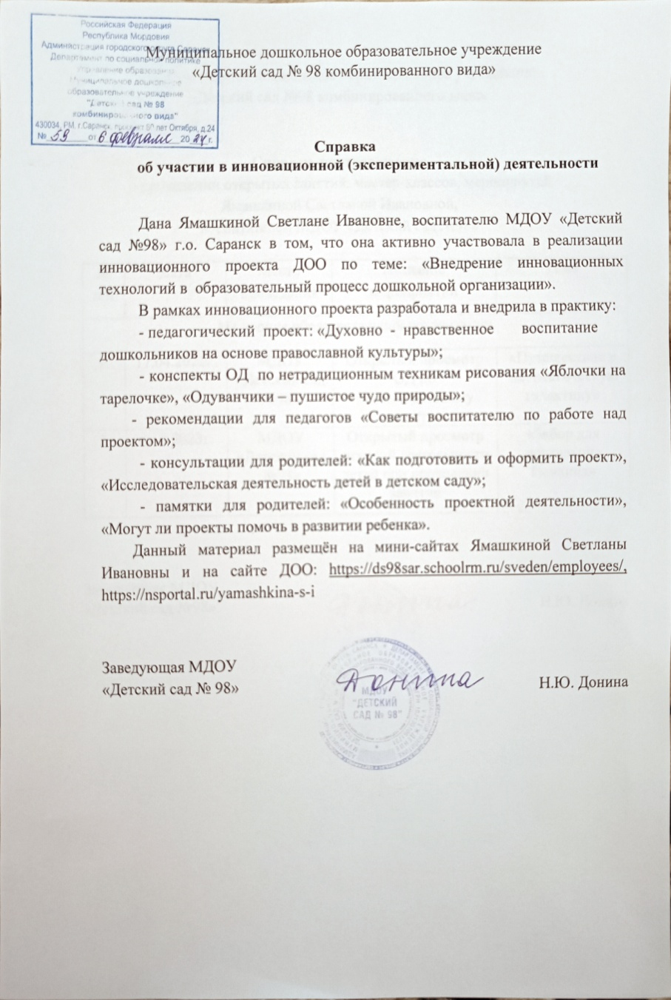 Российская Федерация
Республика Мордовия
Администрация городского округа Саранск
Департамент по социальной политике
Управление образования
Муниципальное дошкольное
образовательное учреждение
"Детский сад № 98
комбинированного вида"
430034, РМ, г.Саранск, проспект 50 лет Октября, д.24
№ 59 от 6 февраля 2024 г.
Муниципальное дошкольное образовательное учреждение
«Детский сад № 98 комбинированного вида»
Справка
об участии в инновационной (экспериментальной) деятельности
Дана Ямашкиной Светлане Ивановне, воспитателю МДОУ «Детский
сад №98» г.о. Саранск в том, что она активно участвовала в реализации
инновационного проекта ДОО по теме: «Внедрение инновационных
технологий в образовательный процесс дошкольной организации».
В рамках инновационного проекта разработала и внедрила в практику:
- педагогический проект: «Духовно - нравственное воспитание
дошкольников на основе православной культуры»;
- конспекты ОД по нетрадиционным техникам рисования «Яблочки на
тарелочке», «Одуванчики – пушистое чудо природы»;
- рекомендации для педагогов «Советы воспитателю по работе над
проектом»;
- консультации для родителей: «Как подготовить и оформить проект»,
«Исследовательская деятельность детей в детском саду»;
- памятки для родителей: «Особенность проектной деятельности»,
«Могут ли проекты помочь в развитии ребенка».
Данный материал размещён на мини-сайтах Ямашкиной Светланы
Ивановны и на сайте ДОО: https://ds98sar.schoolrm.ru/sveden/employees/,
https://nsportal.ru/yamashkina-s-i
Заведующая МДОУ
«Детский сад № 98»
Донина
Н.Ю. Донина
МДОУ
"ДЕТСКИЙ
САД № 98"